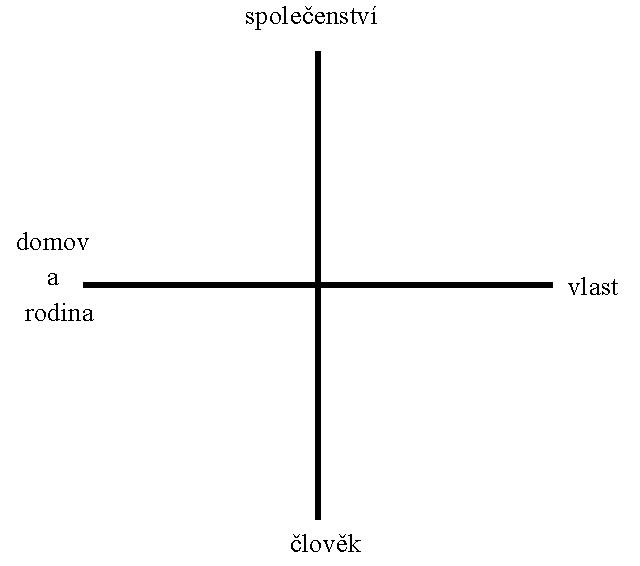 společenství
domov
a
rodina
vlast
člověk